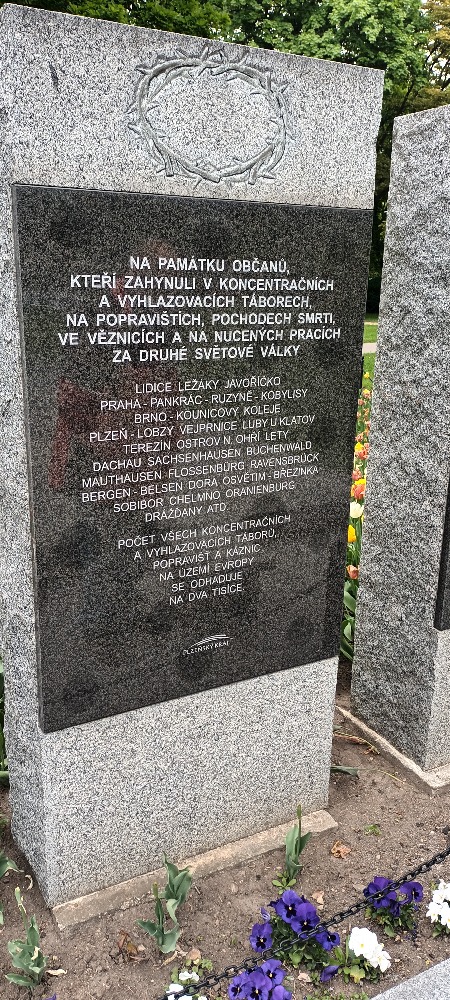 NA PAMÁTKU OBČANŮ,
KTEŘÍ ZAHYNULI V KONCENTRAČNÍCH
A VYHLAZOVACÍCH TÁBORECH,
NA POPRAVIŠTÍCH, POCHODECH SMRTI,
VE VĚZNICÍCH A NA NUCENÝCH PRACÍCH
ZA DRUHÉ SVĚTOVÉ VÁLKY
LIDICE LEŽÁKY JAVOŘÍČKO
PRAHA - PANKRÁC - RUZYNĚ - KOBYLISY
BRNO - KOUNICOVY KOLEJE
PLZEŇ - LOBZY VEJPRNICE LUBY U KLATOV
TEREZÍN OSTROV N. OHŘÍ LETY
DACHAU SACHSENHAUSEN BUCHENWALD
MAUTHAUSEN FLOSSENBÜRG RAVENSBRÜCK
BERGEN - BELSEN DORA OSVĚTIM - BŘEZINKA
SOBIBOR CHELMNO ORANIENBURG
DRÁŽĎANY ATD.
POČET VŠECH KONCENTRAČNÍCH
A VYHLAZOVACÍCH TÁBORŮ,
POPRAVIŠŤ A KÁZNIC
NA ÚZEMÍ EVROPY
SE ODHADUJE
NA DVA TISÍCE.
PLZEŇSKÝ KRAJ